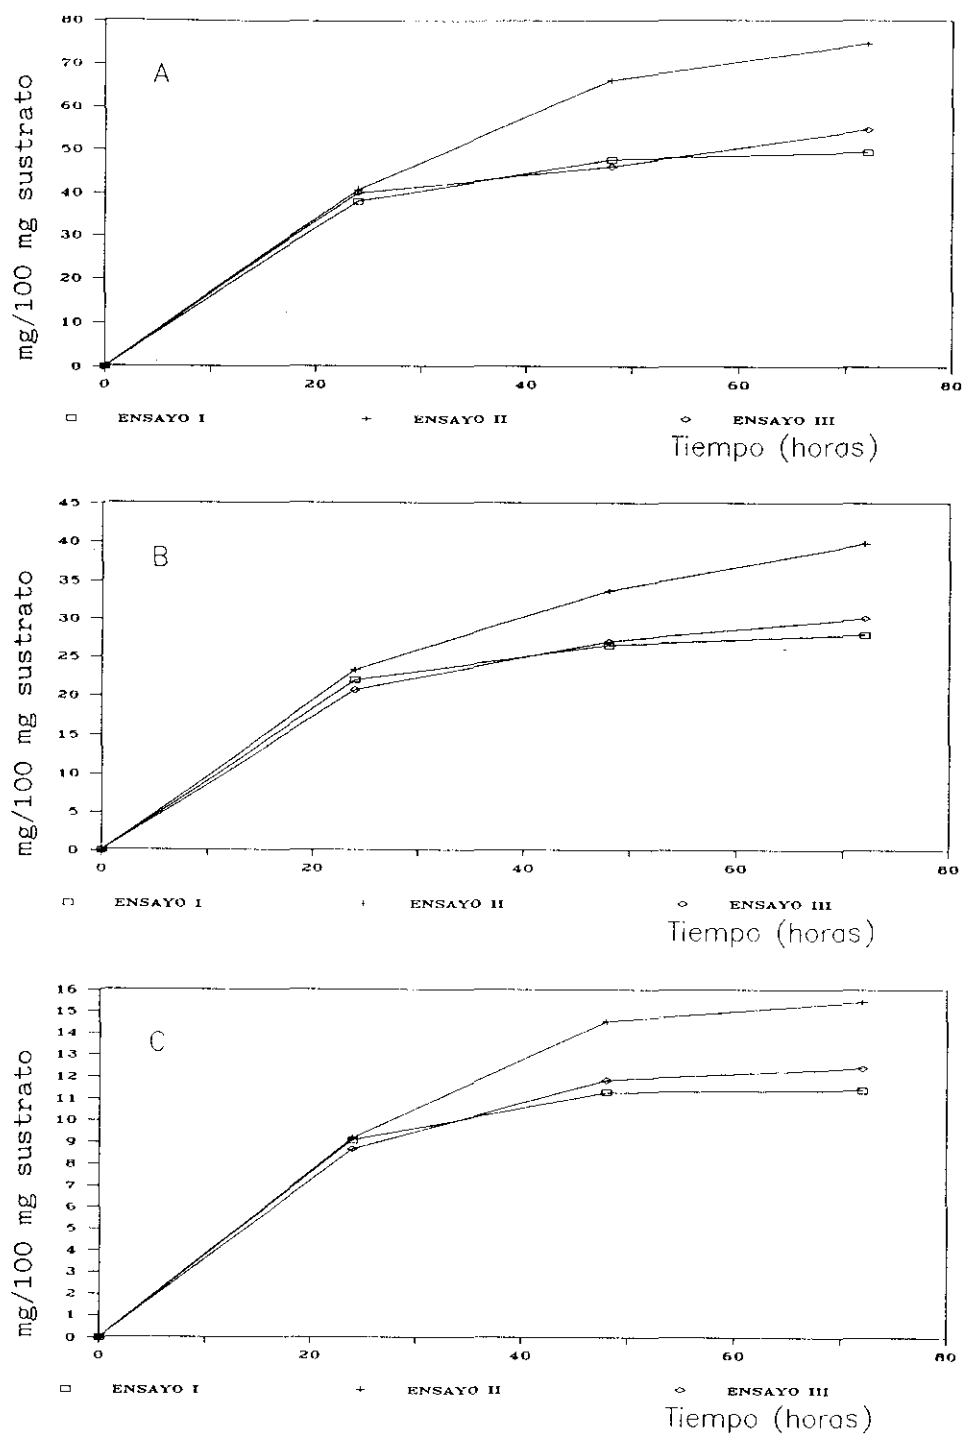 80
A
70
60
50
40
30
20
10
0
mg/100 mg sustrato
0 20 40 60 80
ENSAYO I ENSAYO II ENSAYO III
Tiempo (horas)
45
B
40
35
30
25
20
15
10
5
0
mg/100 mg sustrato
0 20 40 60 80
ENSAYO I ENSAYO II ENSAYO III
Tiempo (horas)
16
15
C
14
13
12
11
10
9
8
7
6
5
4
3
2
1
0
mg/100 mg sustrato
0 20 40 60 80
ENSAYO I ENSAYO II ENSAYO III
Tiempo (horas)